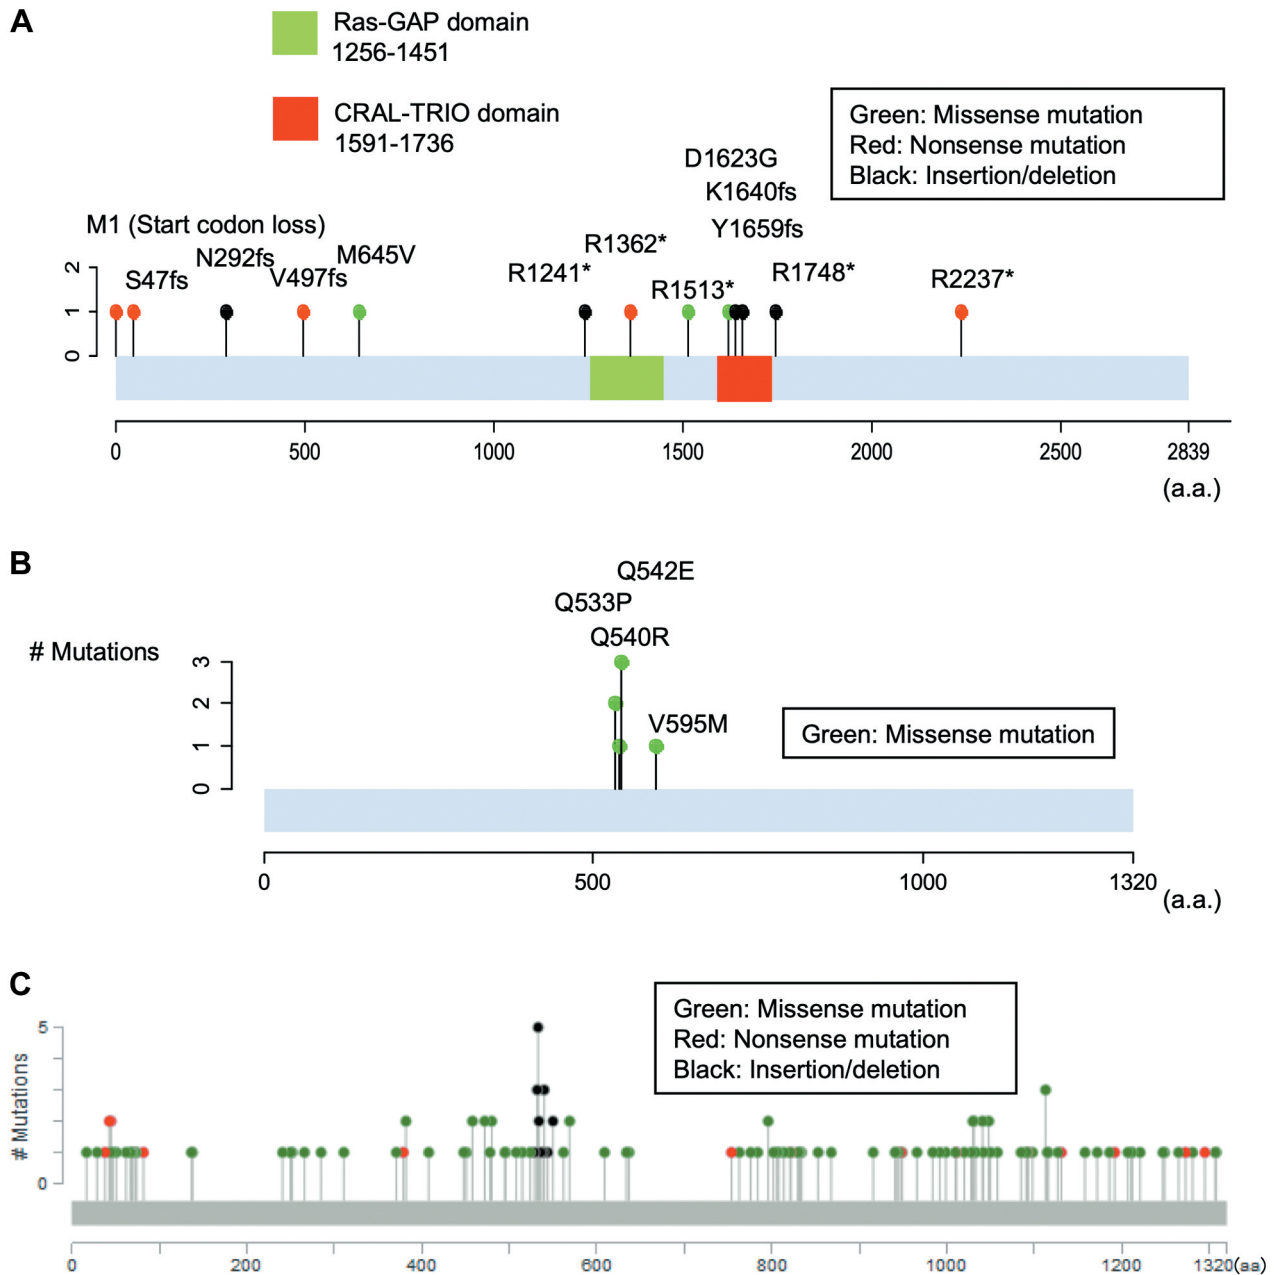 A
Ras-GAP domain
1256-1451
CRAL-TRIO domain
1591-1736
Green: Missense mutation
Red: Nonsense mutation
Black: Insertion/deletion
D1623G
K1640fs
Y1659fs
M1 (Start codon loss)
N292fs
M645V
R1362*
S47fs
V497fs
R1241*
R1513*
R1748*
R2237*
2
1
0
0 500 1000 1500 2000 2500 2839
(a.a.)
B
Q542E
Q533P
Q540R
# Mutations
3
2
1
0
V595M
Green: Missense mutation
0 500 1000 1320
(a.a.)
C
Green: Missense mutation
Red: Nonsense mutation
Black: Insertion/deletion
# Mutations
5
2
1
0
0 200 400 600 800 1000 1200 1320(aa)